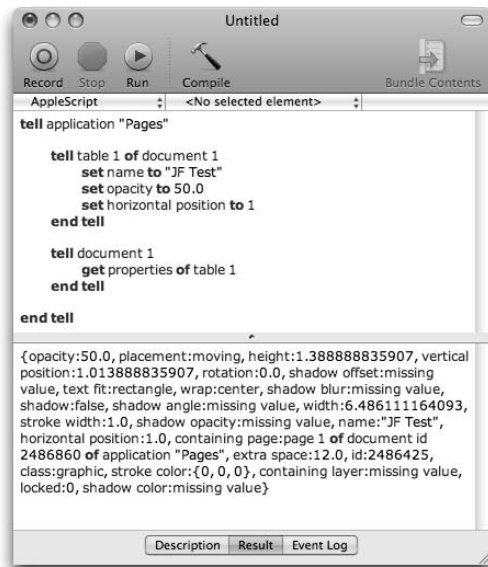 Untitled
Record Stop Run Compile Bundle Contents
AppleScript <No selected element>
tell application "Pages"
tell table 1 of document 1
set name to "JF Test"
set opacity to 50.0
set horizontal position to 1
end tell
tell document 1
get properties of table 1
end tell
end tell
{opacity:50.0, placement:moving, height:1.388888835907, vertical
position:1.013888835907, rotation:0.0, shadow offset:missing
value, text fit:rectangle, wrap:center, shadow blur:missing value,
shadow:false, shadow angle:missing value, width:6.486111164093,
stroke width:1.0, shadow opacity:missing value, name:"JF Test",
horizontal position:1.0, containing page:page 1 of document id
2486860 of application "Pages", extra space:12.0, id:2486425,
class:graphic, stroke color:{0, 0, 0}, containing layer:missing value,
locked:0, shadow color:missing value}
Description Result Event Log